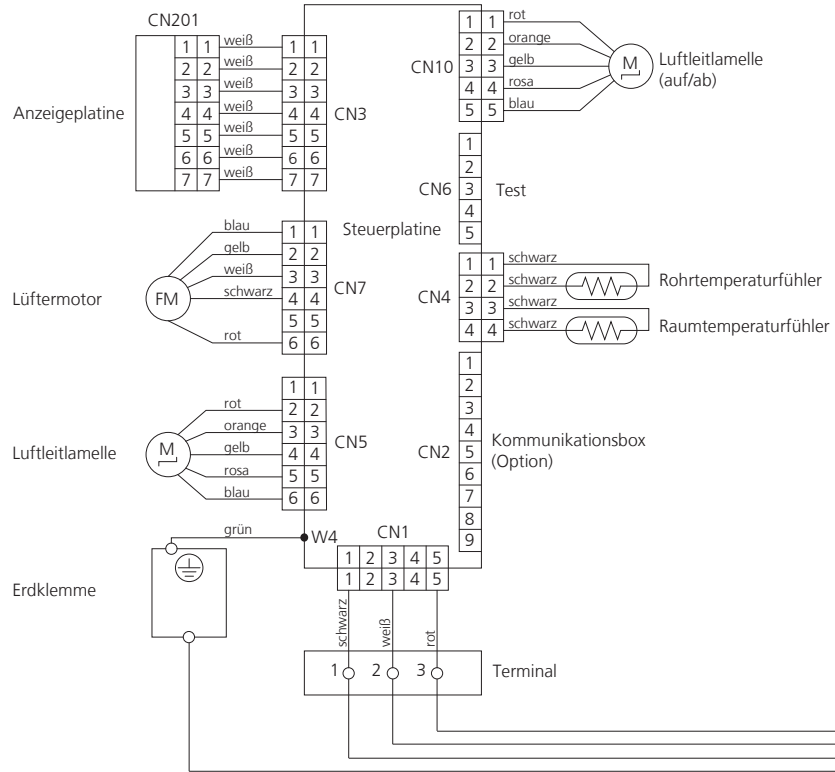 CN201
1 1 weiß 1 1
2 2 weiß 2 2
3 3 weiß 3 3
4 4 weiß 4 4
5 5 weiß 5 5
6 6 weiß 6 6
7 7 weiß 7 7
Anzeigeplatine
CN3
CN10
1 1 rot
2 2 orange
3 3 gelb
4 4 rosa
5 5 blau
M
Luftleitlamelle
(auf/ab)
CN6
1
2
3
4
5
Test
Steuerplatine
Lüftermotor
FM
blau 1 1
gelb 2 2
weiß 3 3
schwarz 4 4
5 5
rot 6 6
CN7
CN4
1 1 schwarz
2 2 schwarz
3 3 schwarz
4 4 schwarz
Rohrtemperaturfühler
Raumtemperaturfühler
Luftleitlamelle
M
1 1
rot 2 2
orange 3 3
gelb 4 4
rosa 5 5
blau 6 6
CN5
CN2
1
2
3
4
5
6
7
8
9
Kommunikationsbox
(Option)
grün
W4
Erdklemme
CN1
1 2 3 4 5
1 2 3 4 5
schwarz
weiß
rot
1 2 3
Terminal